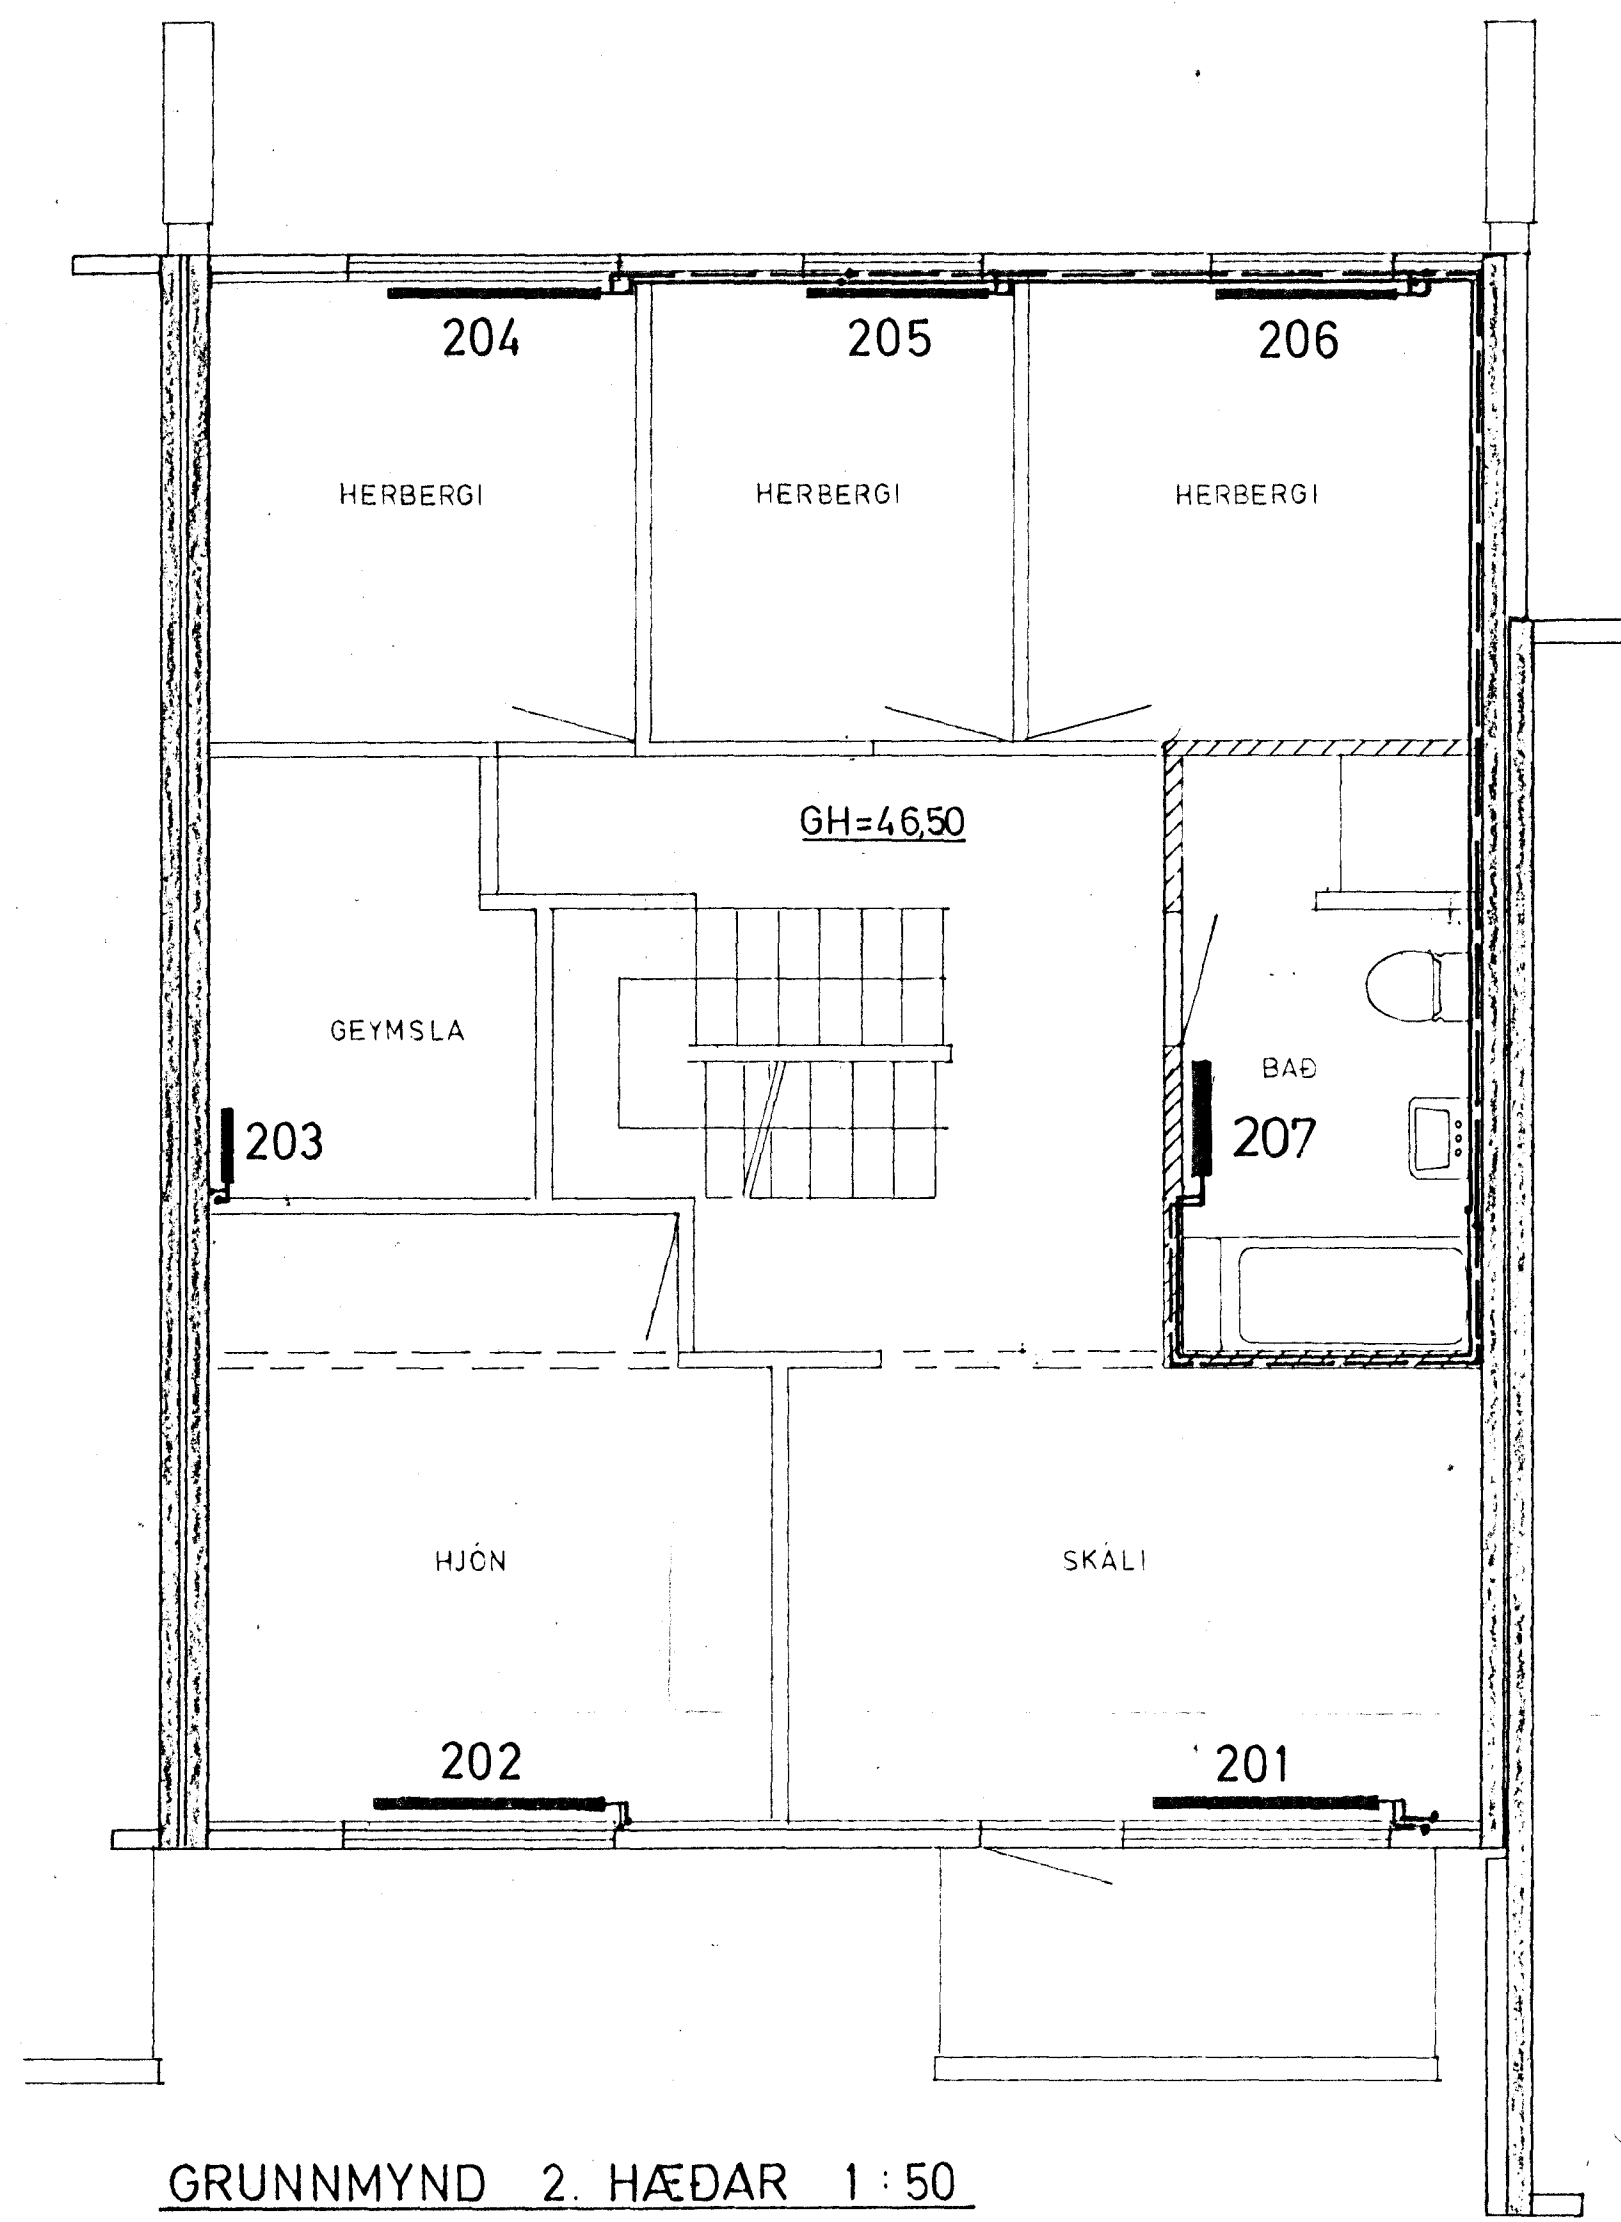 204 205 206
HERBERGI HERBERGI HERBERGI
GH=46,50
GEYMSLA
BAÐ
203 207
HJÓN SKÁLI
202 201
GRUNNMYND 2. HÆÐAR 1:50